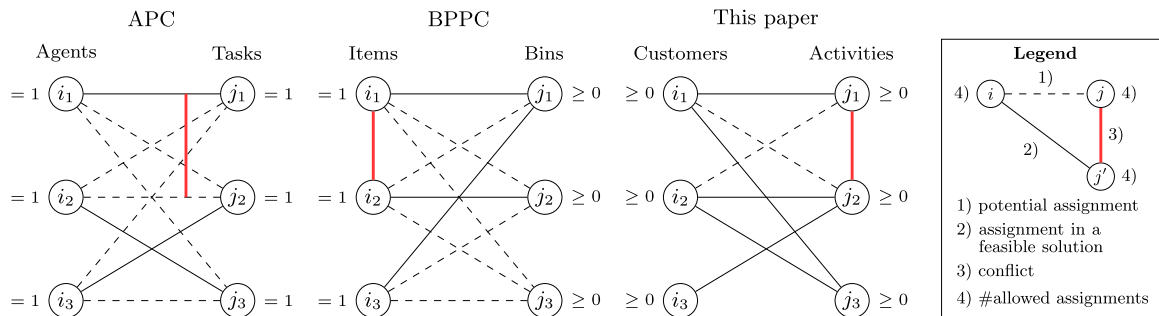 APC BPPC This paper
Agents Tasks Items Bins Customers Activities Legend
= 1 i₁ j₁ = 1 = 1 i₁ j₁ ≥ 0 ≥ 0 i₁ j₁ ≥ 0
1)
4) i j 4)
3)
2)
j′ 4)
= 1 i₂ j₂ = 1 = 1 i₂ j₂ ≥ 0 ≥ 0 i₂ j₂ ≥ 0
1) potential assignment
2) assignment in a
feasible solution
3) conflict
4) #allowed assignments
= 1 i₃ j₃ = 1 = 1 i₃ j₃ ≥ 0 ≥ 0 i₃ j₃ ≥ 0